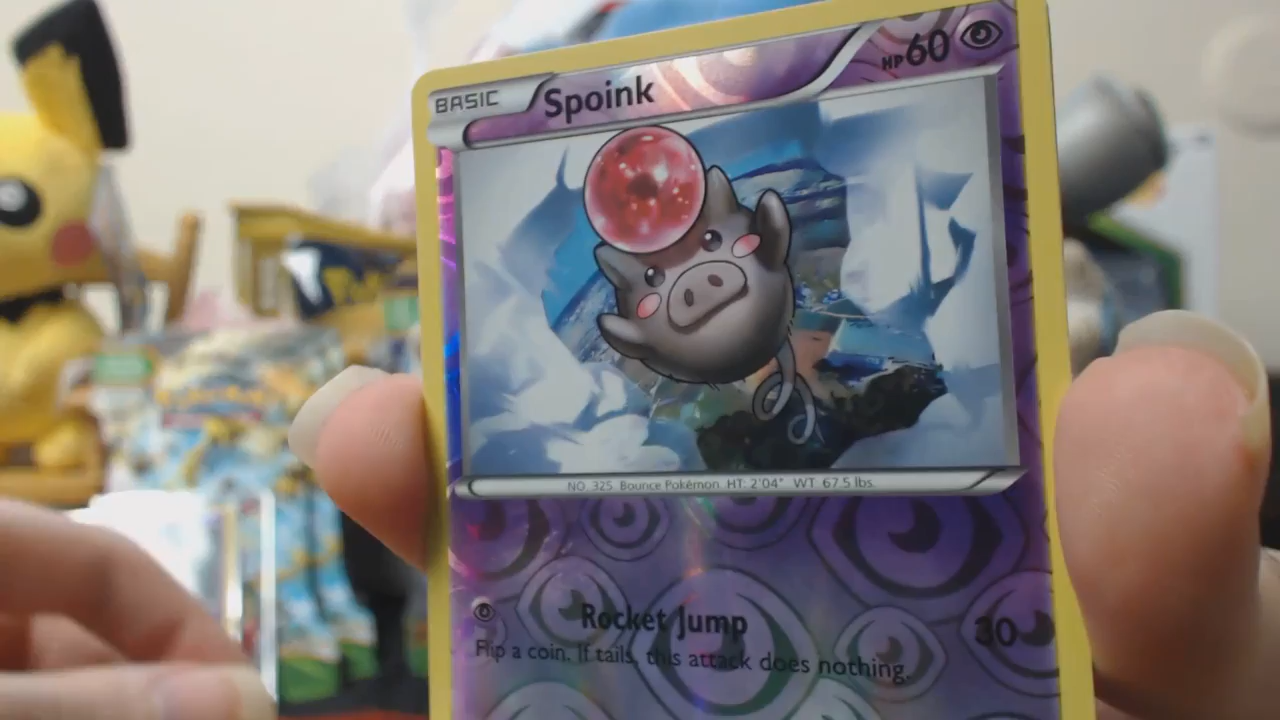 BASIC Spoink HP60
NO. 325 Bounce Pokémon HT: 2'04" WT: 67.5 lbs.
Rocket Jump 30
Flip a coin. If tails, this attack does nothing.